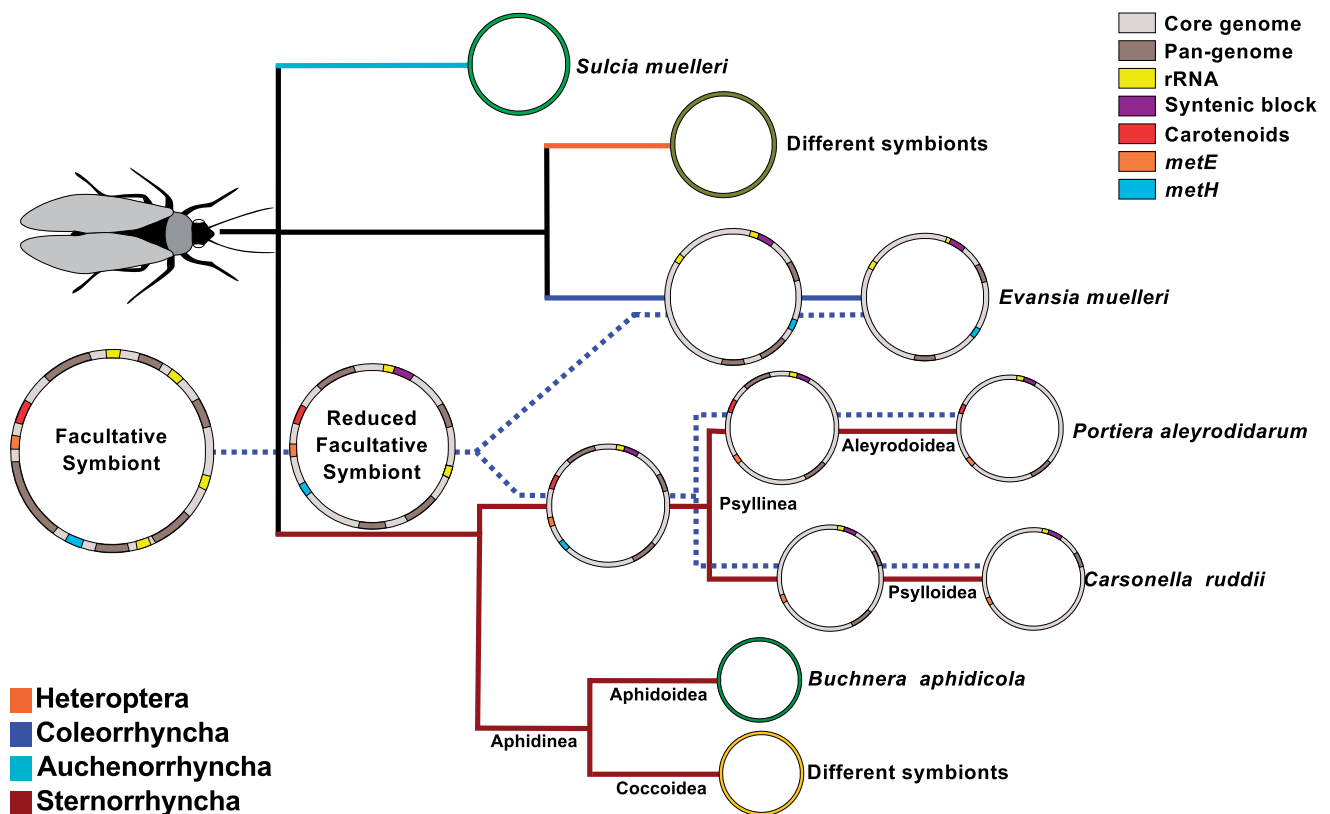 Core genome
Pan-genome
rRNA
Syntenic block
Carotenoids
metE
metH
Sulcia muelleri
Different symbionts
Evansia muelleri
Facultative
Symbiont
Reduced
Facultative
Symbiont
Aleyrodoidea
Portiera aleyrodidarum
Psyllinea
Psylloidea
Carsonella ruddii
Aphidoidea
Buchnera aphidicola
Aphidinea
Coccoidea
Different symbionts
Heteroptera
Coleorrhyncha
Auchenorrhyncha
Sternorrhyncha